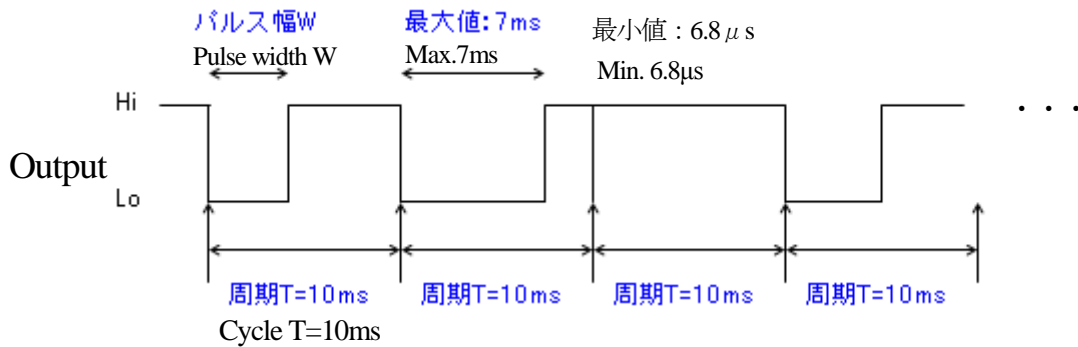 パルス幅W
Pulse width W
最大値:7ms
Max.7ms
最小値：6.8μs
Min. 6.8μs
Hi
Output
Lo
・・・
周期T=10ms
周期T=10ms
周期T=10ms
周期T=10ms
Cycle T=10ms